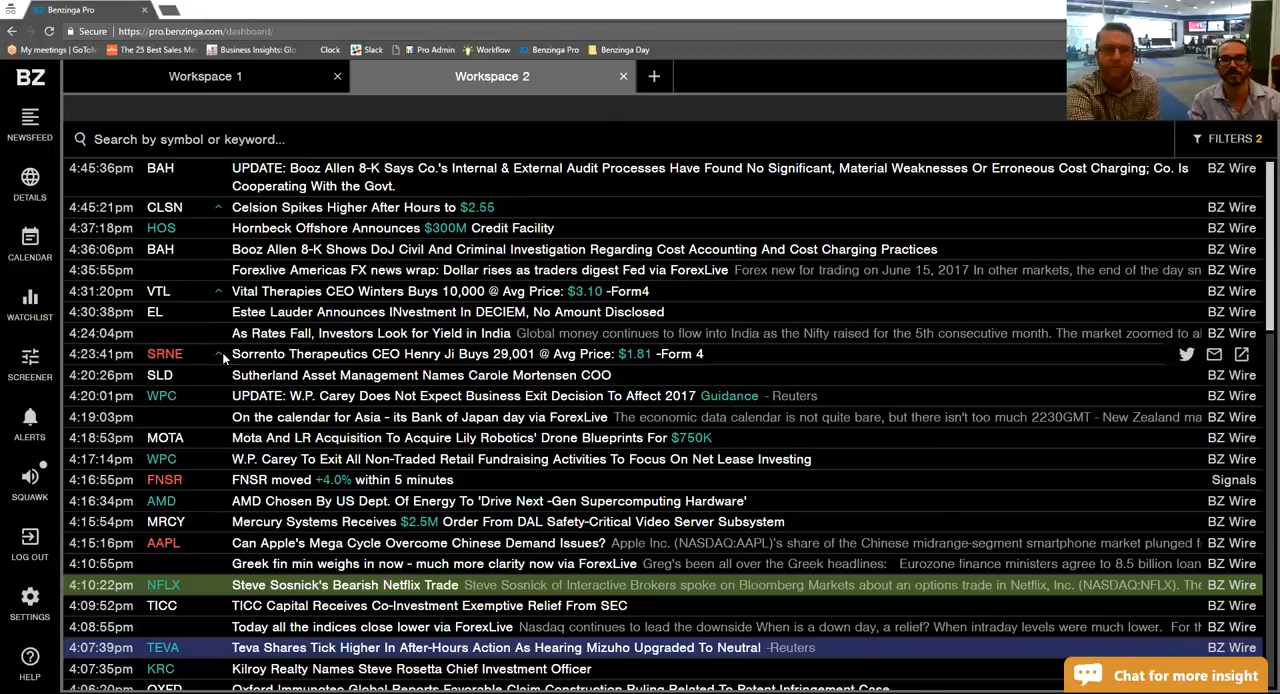 Benzinga Pro
Secure | https://pro.benzinga.com/dashboard/
My meetings | GoToM
The 25 Best Sales Me
Business Insights: Glo
Clock
Slack
Pro Admin
Workflow
Benzinga Pro
Benzinga Day
BZ
Workspace 1
Workspace 2
NEWSFEED
DETAILS
CALENDAR
WATCHLIST
SCREENER
ALERTS
SQUAWK
LOG OUT
SETTINGS
HELP
Search by symbol or keyword...
FILTERS 2
4:45:36pm BAH UPDATE: Booz Allen 8-K Says Co.'s Internal & External Audit Processes Have Found No Significant, Material Weaknesses Or Erroneous Cost Charging; Co. Is BZ Wire
Cooperating With the Govt.
4:45:21pm CLSN Celsion Spikes Higher After Hours to $2.55 BZ Wire
4:37:18pm HOS Hornbeck Offshore Announces $300M Credit Facility BZ Wire
4:36:06pm BAH Booz Allen 8-K Shows DoJ Civil And Criminal Investigation Regarding Cost Accounting And Cost Charging Practices BZ Wire
4:35:55pm Forexlive Americas FX news wrap: Dollar rises as traders digest Fed via ForexLive Forex new for trading on June 15, 2017 In other markets, the end of the day sn BZ Wire
4:31:20pm VTL Vital Therapies CEO Winters Buys 10,000 @ Avg Price: $3.10 -Form4 BZ Wire
4:30:38pm EL Estee Lauder Announces INvestment In DECIEM, No Amount Disclosed BZ Wire
4:24:04pm As Rates Fall, Investors Look for Yield in India Global money continues to flow into India as the Nifty raised for the 5th consecutive month. The market zoomed to al BZ Wire
4:23:41pm SRNE Sorrento Therapeutics CEO Henry Ji Buys 29,001 @ Avg Price: $1.81 -Form 4
4:20:26pm SLD Sutherland Asset Management Names Carole Mortensen COO BZ Wire
4:20:01pm WPC UPDATE: W.P. Carey Does Not Expect Business Exit Decision To Affect 2017 Guidance - Reuters BZ Wire
4:19:03pm On the calendar for Asia - its Bank of Japan day via ForexLive The economic data calendar is not quite bare, but there isn't too much 2230GMT - New Zealand ma BZ Wire
4:18:53pm MOTA Mota And LR Acquisition To Acquire Lily Robotics' Drone Blueprints For $750K BZ Wire
4:17:14pm WPC W.P. Carey To Exit All Non-Traded Retail Fundraising Activities To Focus On Net Lease Investing BZ Wire
4:16:55pm FNSR FNSR moved +4.0% within 5 minutes Signals
4:16:34pm AMD AMD Chosen By US Dept. Of Energy To 'Drive Next -Gen Supercomputing Hardware' BZ Wire
4:15:54pm MRCY Mercury Systems Receives $2.5M Order From DAL Safety-Critical Video Server Subsystem BZ Wire
4:15:16pm AAPL Can Apple's Mega Cycle Overcome Chinese Demand Issues? Apple Inc. (NASDAQ:AAPL)'s share of the Chinese midrange-segment smartphone market plunged f BZ Wire
4:10:55pm Greek fin min weighs in now - much more clarity now via ForexLive Greg's been all over the Greek headlines: Eurozone finance ministers agree to 8.5 billion loan BZ Wire
4:10:22pm NFLX Steve Sosnick's Bearish Netflix Trade Steve Sosnick of Interactive Brokers spoke on Bloomberg Markets about an options trade in Netflix, Inc. (NASDAQ:NFLX). The BZ Wire
4:09:52pm TICC TICC Capital Receives Co-Investment Exemptive Relief From SEC BZ Wire
4:08:55pm Today all the indices close lower via ForexLive Nasdaq continues to lead the downside When is a down day, a relief? When intraday levels were much lower. For th BZ Wire
4:07:39pm TEVA Teva Shares Tick Higher In After-Hours Action As Hearing Mizuho Upgraded To Neutral -Reuters BZ Wire
4:07:35pm KRC Kilroy Realty Names Steve Rosetta Chief Investment Officer
4:06:20pm OXFD Oxford Immunotec Global Reports Favorable Claim Construction Ruling Related To Patent Infringement Case
Chat for more insight